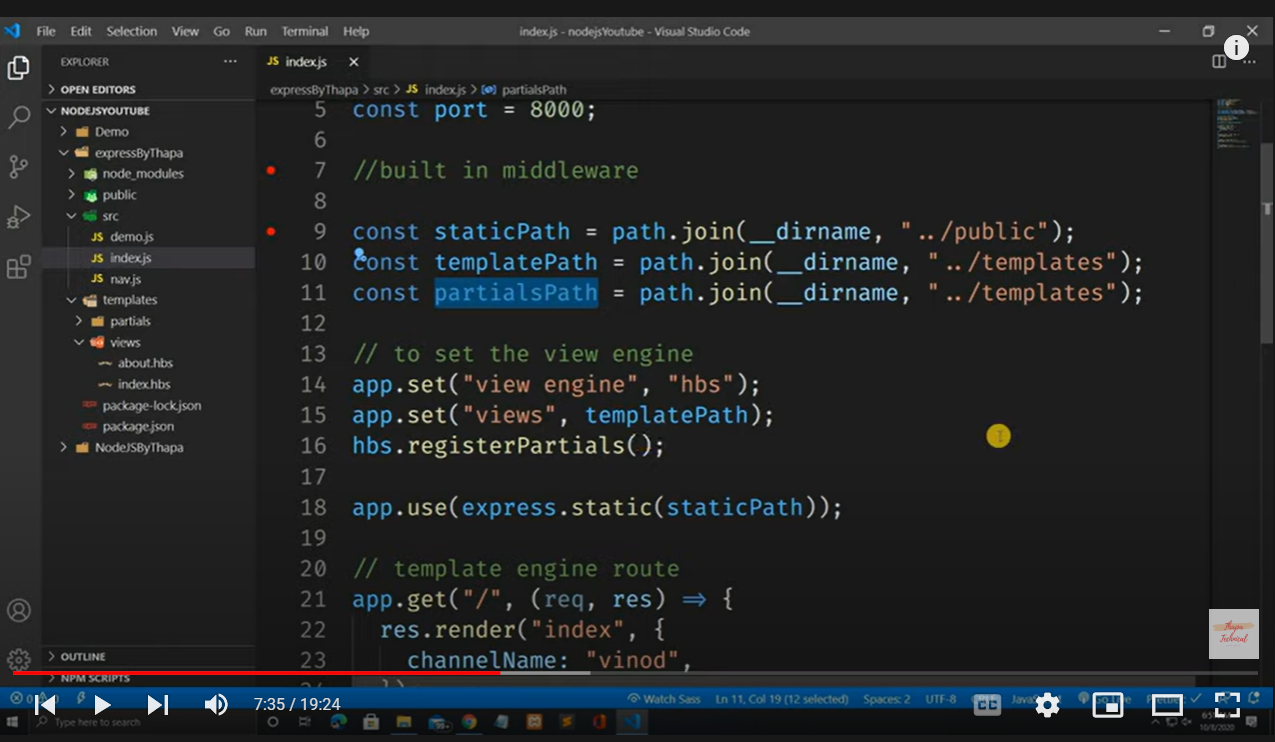 File Edit Selection View Go Run Terminal Help
index.js - nodejsYoutube - Visual Studio Code
EXPLORER
OPEN EDITORS
NODEJSYOUTUBE
Demo
expressByThapa
node_modules
public
src
JS demo.js
JS index.js
JS nav.js
templates
partials
views
about.hbs
index.hbs
package-lock.json
package.json
NodeJSByThapa
OUTLINE
NPM SCRIPTS
JS index.js
expressByThapa > src > JS index.js > partialsPath
5 const port = 8000;
6
7 //built in middleware
8
9 const staticPath = path.join(__dirname, "../public");
10 const templatePath = path.join(__dirname, "../templates");
11 const partialsPath = path.join(__dirname, "../templates");
12
13 // to set the view engine
14 app.set("view engine", "hbs");
15 app.set("views", templatePath);
16 hbs.registerPartials();
17
18 app.use(express.static(staticPath));
19
20 // template engine route
21 app.get("/", (req, res) => {
22 res.render("index", {
23 channelName: "vinod",
Thapa
Technical
Watch Sass Ln 11, Col 19 (12 selected) Spaces: 2 UTF-8
7:35 / 19:24
CC
Type here to search
10/8/2020